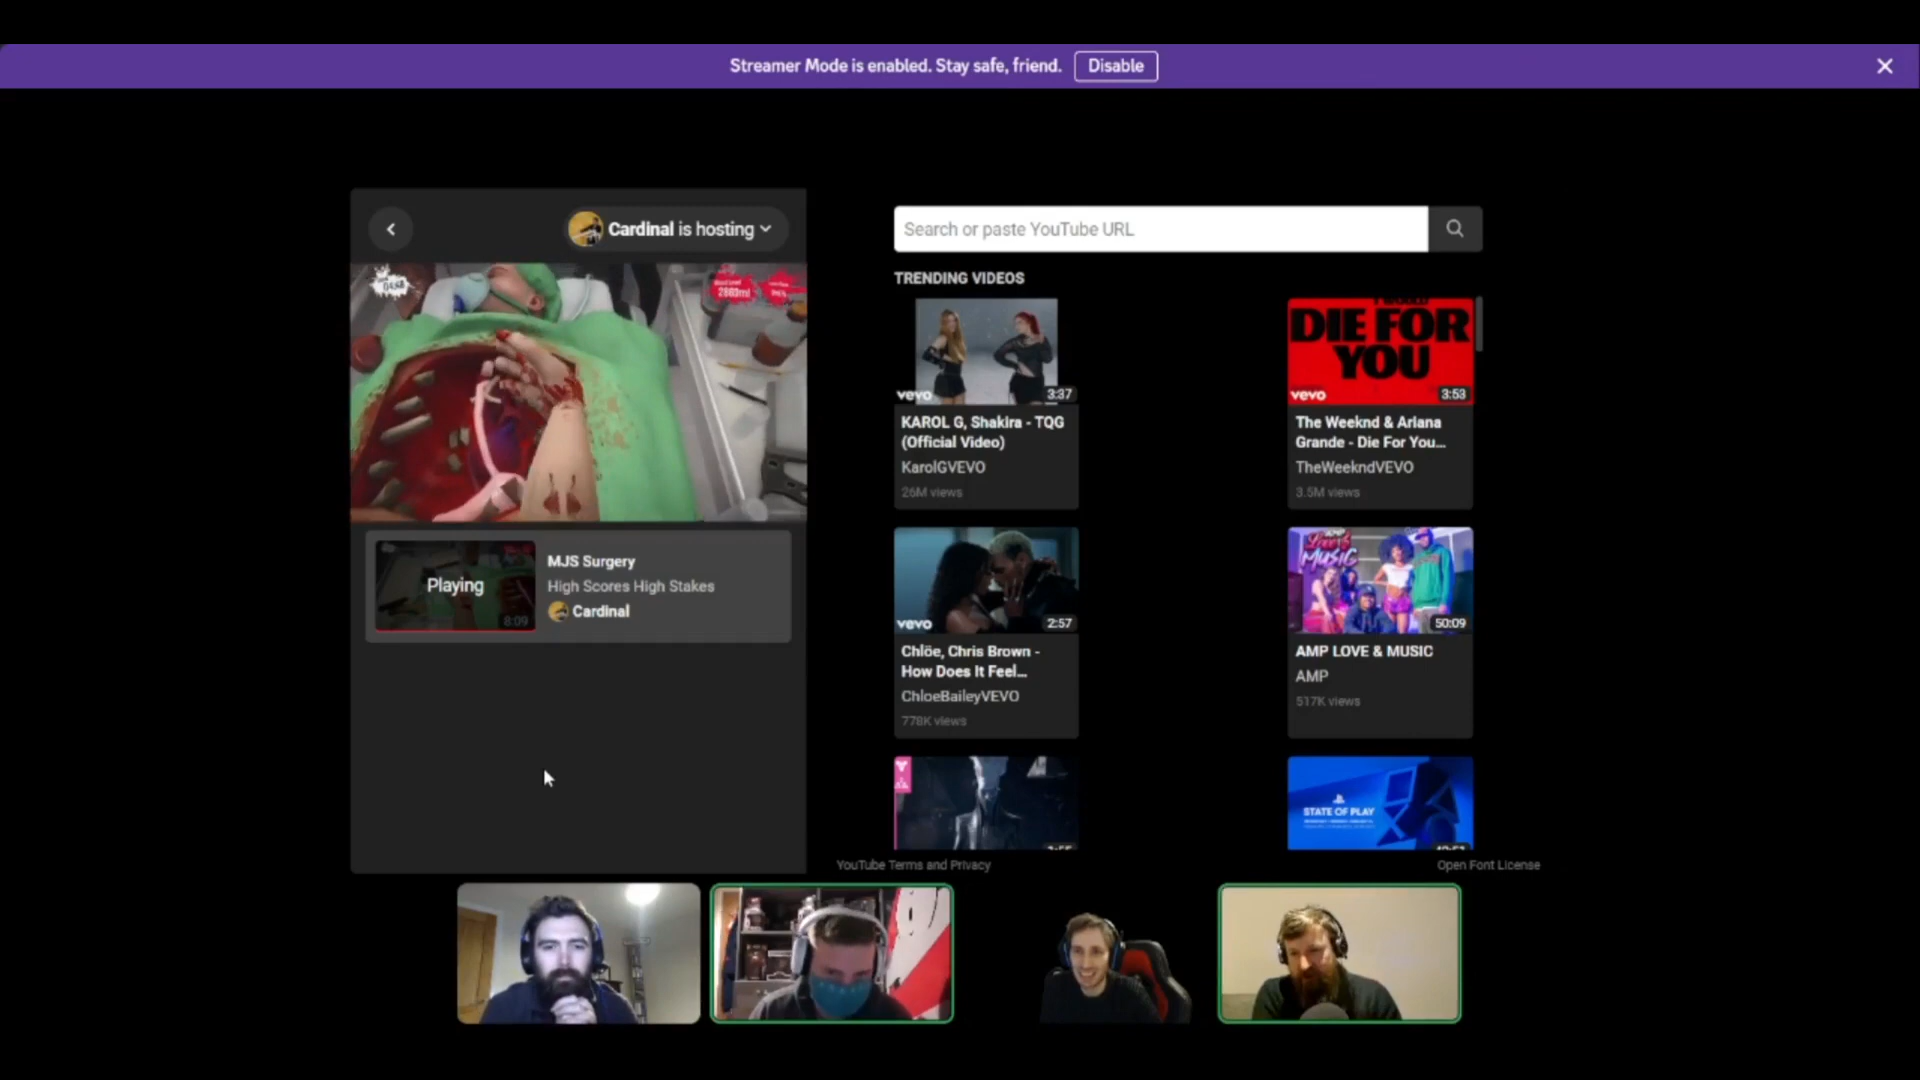 Streamer Mode is enabled. Stay safe, friend.
Disable
Cardinal is hosting
2880ml
Playing
8:09
MJS Surgery
High Scores High Stakes
Cardinal
Search or paste YouTube URL
TRENDING VIDEOS
vevo
3:37
KAROL G, Shakira - TQG
(Official Video)
KarolGVEVO
26M views
DIE FOR
YOU
vevo
3:53
The Weeknd & Ariana
Grande - Die For You...
TheWeekndVEVO
3.5M views
vevo
2:57
Chlöe, Chris Brown -
How Does It Feel...
ChloeBaileyVEVO
778K views
MUSIC
50:09
AMP LOVE & MUSIC
AMP
517K views
STATE OF PLAY
YouTube Terms and Privacy
Open Font License